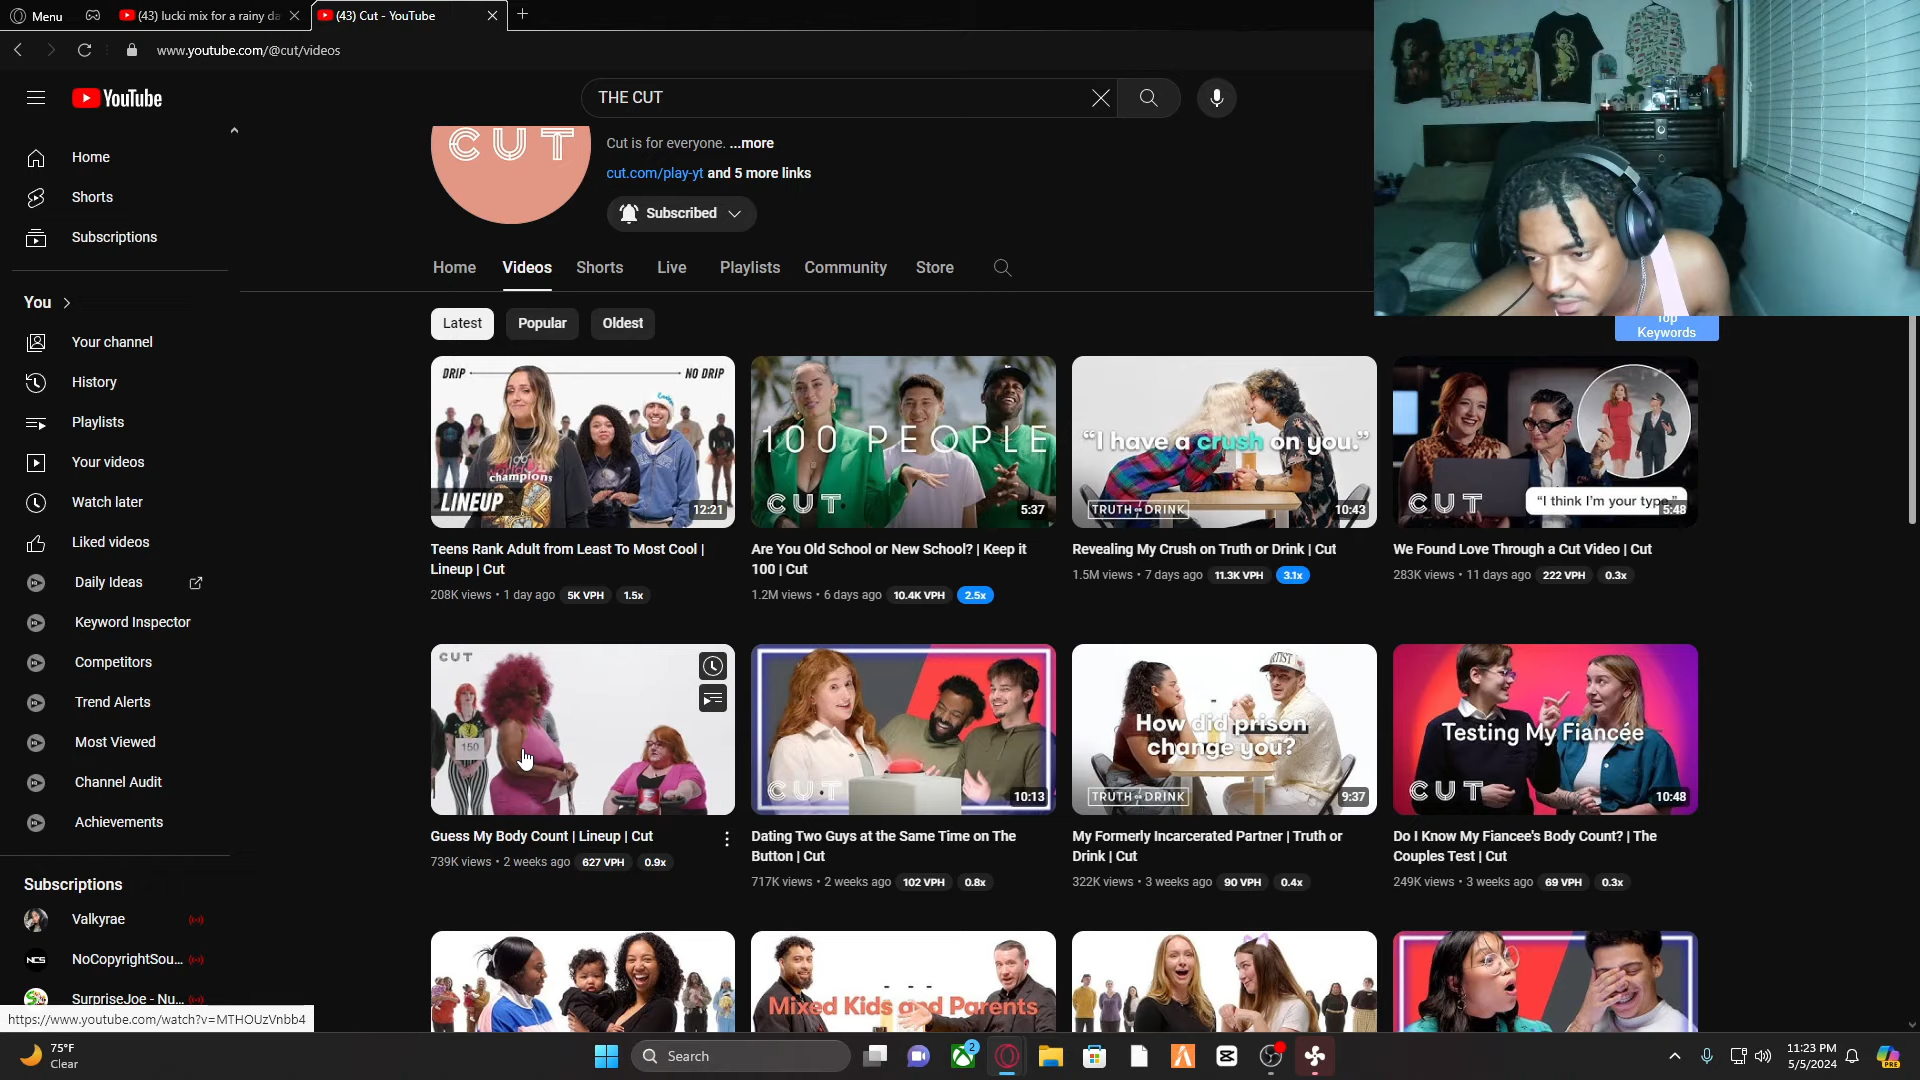 Menu
(43) lucki mix for a rainy da
(43) Cut - YouTube
www.youtube.com/@cut/videos
YouTube
THE CUT
CUT
Cut is for everyone. ...more
cut.com/play-yt and 5 more links
Subscribed
Home
Videos
Shorts
Live
Playlists
Community
Store
Latest
Popular
Oldest
Top
Keywords
Home
Shorts
Subscriptions
You
Your channel
History
Playlists
Your videos
Watch later
Liked videos
Daily Ideas
Keyword Inspector
Competitors
Trend Alerts
Most Viewed
Channel Audit
Achievements
Subscriptions
Valkyrae
NCS
NoCopyrightSou...
SurpriseJoe - Nu...
DRIP
NO DRIP
champions
LINEUP
12:21
Teens Rank Adult from Least To Most Cool |
Lineup | Cut
208K views • 1 day ago 5K VPH 1.5x
100 PEOPLE
CUT
5:37
Are You Old School or New School? | Keep it
100 | Cut
1.2M views • 6 days ago 10.4K VPH 2.5x
“I have a crush on you.”
TRUTH or DRINK
10:43
Revealing My Crush on Truth or Drink | Cut
1.5M views • 7 days ago 11.3K VPH 3.1x
CUT
“I think I’m your type.”
5:48
We Found Love Through a Cut Video | Cut
283K views • 11 days ago 222 VPH 0.3x
CUT
150
Guess My Body Count | Lineup | Cut
739K views • 2 weeks ago 627 VPH 0.9x
CUT
10:13
Dating Two Guys at the Same Time on The
Button | Cut
717K views • 2 weeks ago 102 VPH 0.8x
ARTIST
How did prison
change you?
TRUTH or DRINK
9:37
My Formerly Incarcerated Partner | Truth or
Drink | Cut
322K views • 3 weeks ago 90 VPH 0.4x
Testing My Fiancée
CUT
10:48
Do I Know My Fiancee's Body Count? | The
Couples Test | Cut
249K views • 3 weeks ago 69 VPH 0.3x
Mixed Kids and Parents
https://www.youtube.com/watch?v=MTHOUzVnbb4
75°F
Clear
Search
2
11:23 PM
5/5/2024
PRE